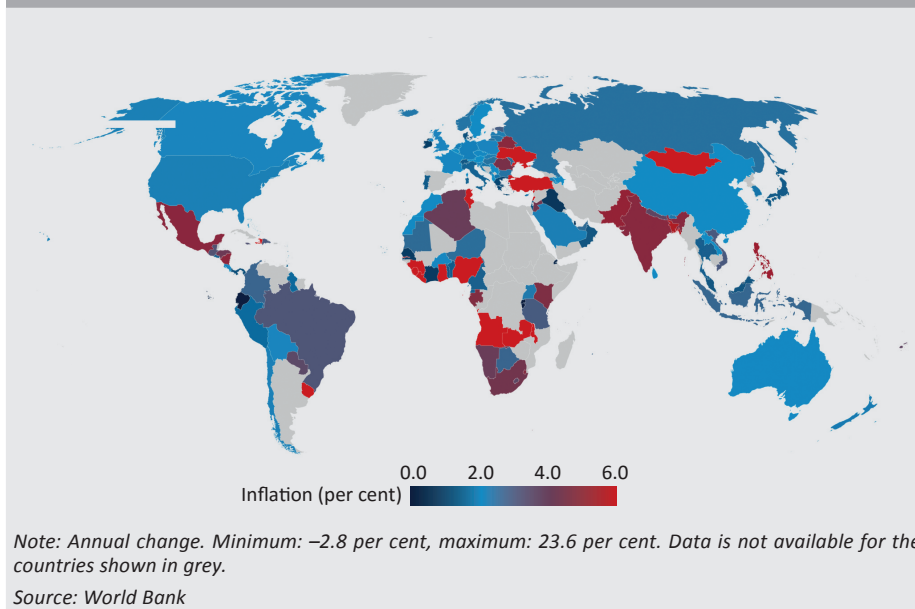 0.0 2.0 4.0 6.0
Inflation (per cent)
Note: Annual change. Minimum: –2.8 per cent, maximum: 23.6 per cent. Data is not available for the
countries shown in grey.
Source: World Bank